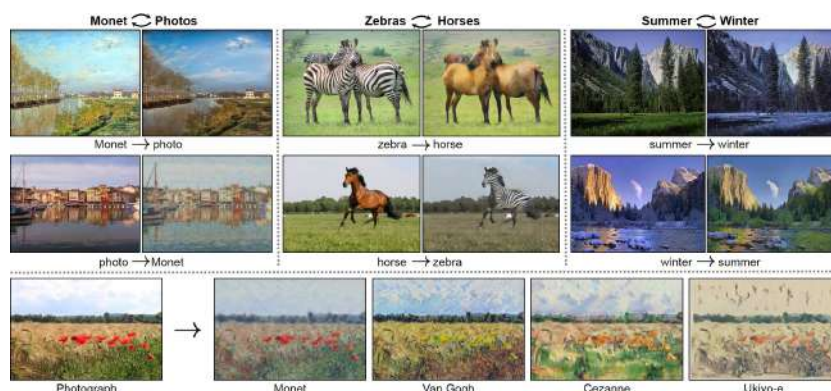 Monet Photos
Zebras Horses
Summer Winter
Monet → photo
zebra → horse
summer → winter
photo → Monet
horse → zebra
winter → summer
Photograph
Monet
Van Gogh
Cezanne
Ukiyo-e